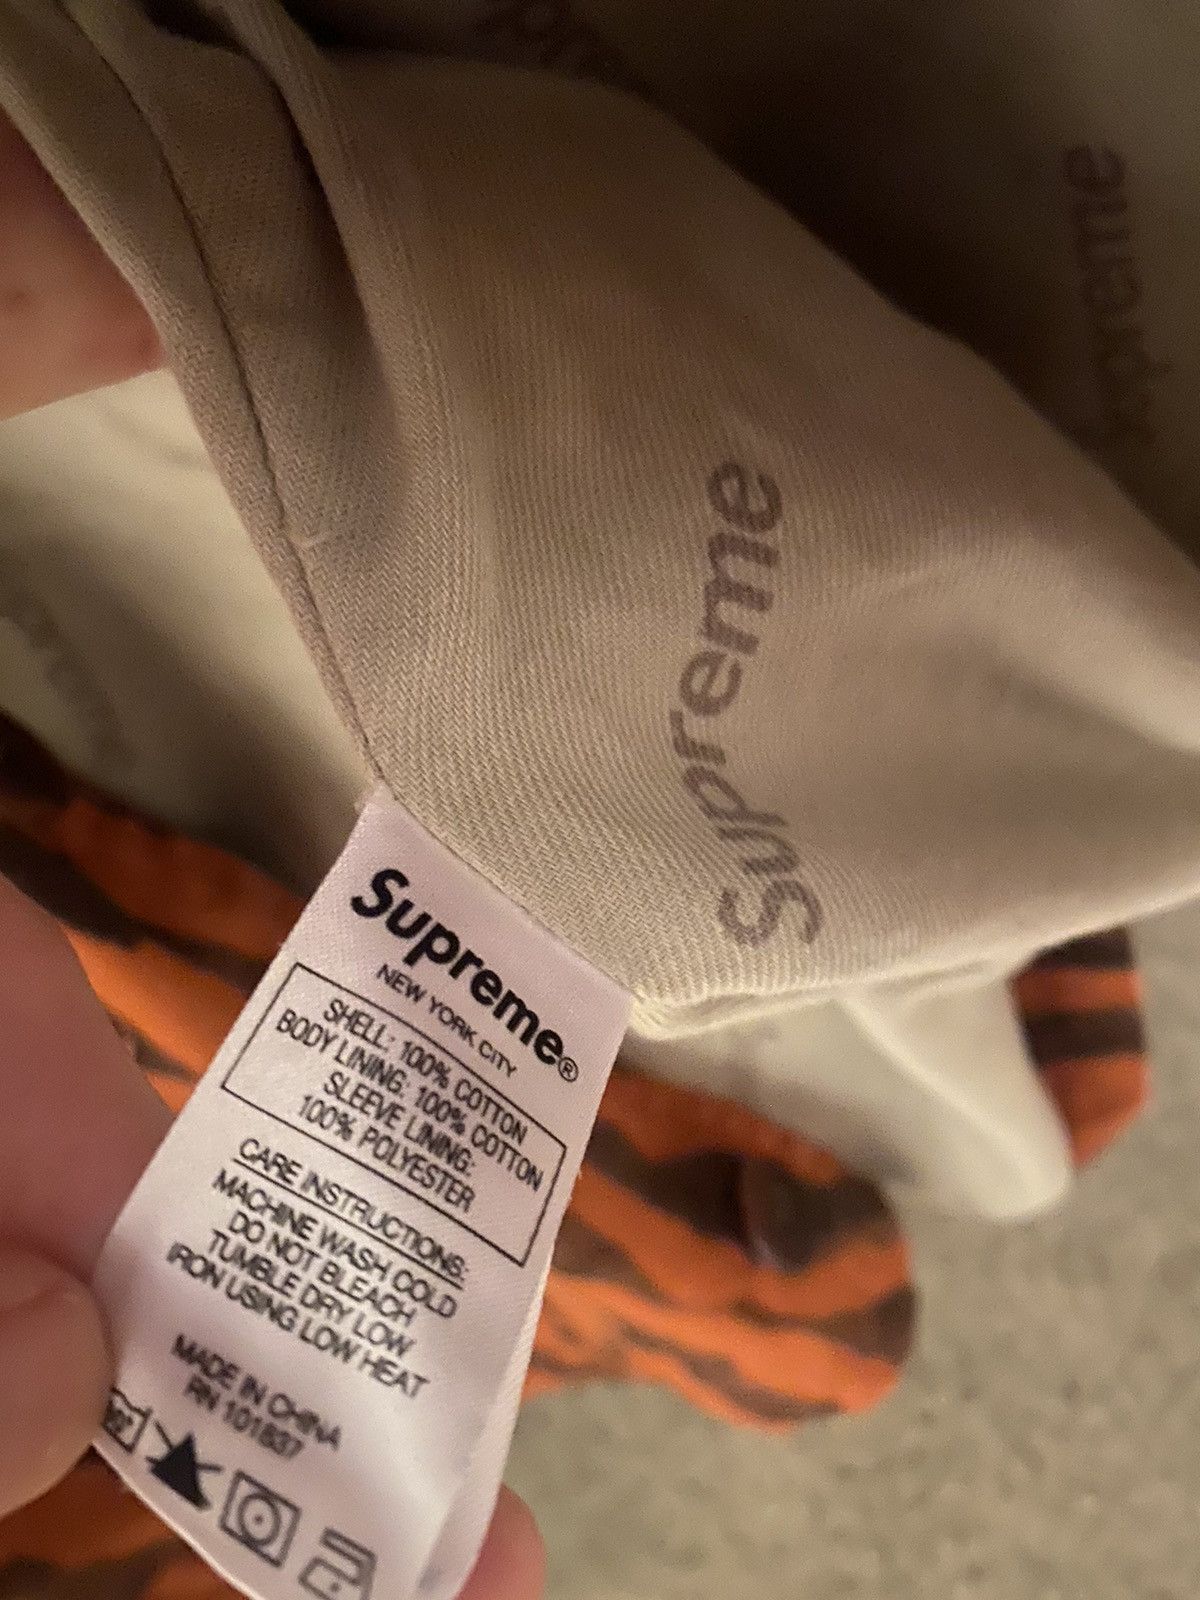 Supreme
Supreme
Supreme®
NEW YORK CITY
SHELL: 100% COTTON
BODY LINING: 100% COTTON
SLEEVE LINING:
100% POLYESTER
CARE INSTRUCTIONS:
MACHINE WASH COLD
DO NOT BLEACH
TUMBLE DRY LOW
IRON USING LOW HEAT
MADE IN CHINA
RN 101837